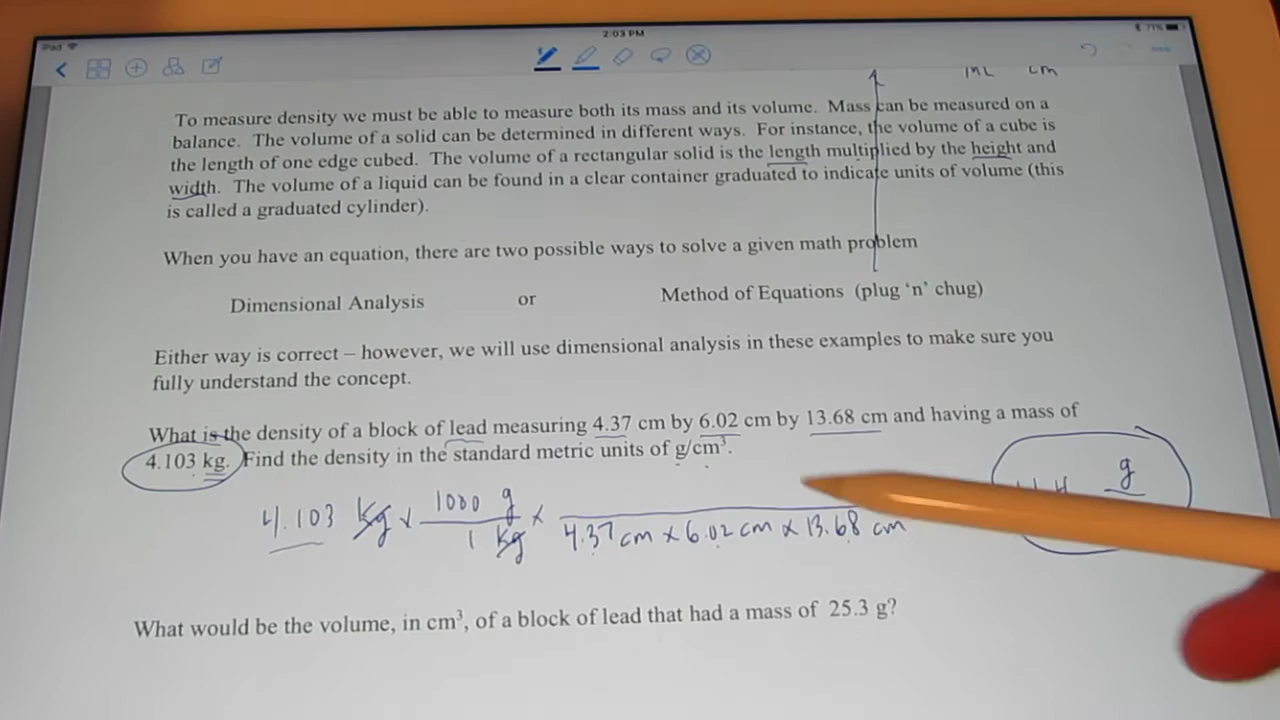 iPad
2:03 PM
71%
mL cm
To measure density we must be able to measure both its mass and its volume. Mass can be measured on a
balance. The volume of a solid can be determined in different ways. For instance, the volume of a cube is
the length of one edge cubed. The volume of a rectangular solid is the length multiplied by the height and
width. The volume of a liquid can be found in a clear container graduated to indicate units of volume (this
is called a graduated cylinder).
When you have an equation, there are two possible ways to solve a given math problem
Dimensional Analysis or Method of Equations (plug ‘n’ chug)
Either way is correct – however, we will use dimensional analysis in these examples to make sure you
fully understand the concept.
What is the density of a block of lead measuring 4.37 cm by 6.02 cm by 13.68 cm and having a mass of
4.103 kg. Find the density in the standard metric units of g/cm³.
g
4.103 kg x 1000 g x
1 kg 4.37 cm x 6.02 cm x 13.68 cm
What would be the volume, in cm³, of a block of lead that had a mass of 25.3 g?